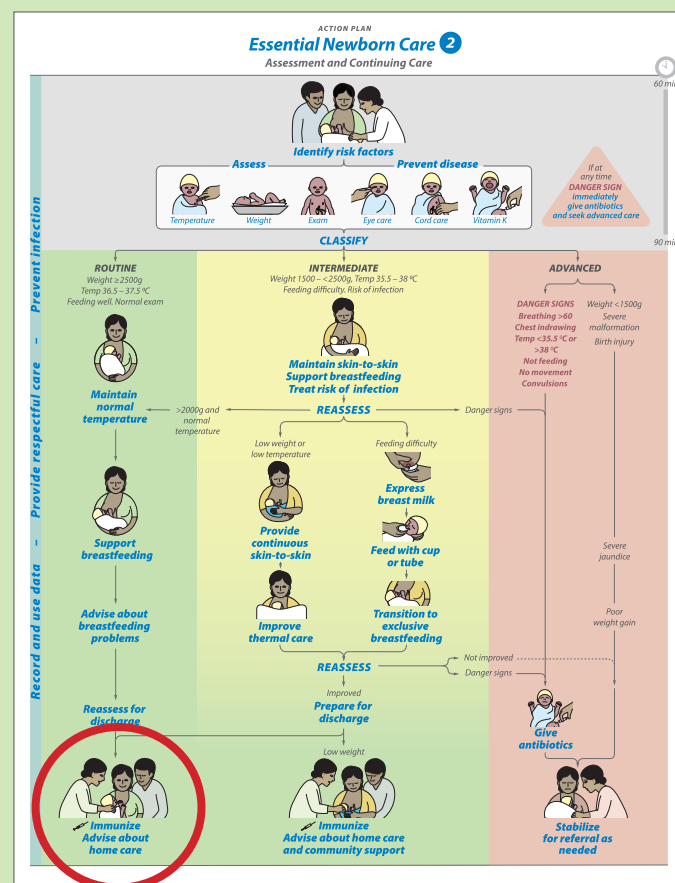 ACTION PLAN
Essential Newborn Care 2
Assessment and Continuing Care
60 min
Identify risk factors
Assess
Prevent disease
Temperature
Weight
Exam
Eye care
Cord care
Vitamin K
If at
any time
DANGER SIGN
immediately
give antibiotics
and seek advanced care
CLASSIFY
90 min
Prevent infection
–
Provide respectful care
–
Record and use data
ROUTINE
Weight ≥2500g
Temp 36.5 – 37.5 ºC
Feeding well. Normal exam
Maintain
normal
temperature
Support
breastfeeding
Advise about
breastfeeding
problems
Reassess for
discharge
Immunize
Advise about
home care
INTERMEDIATE
Weight 1500 – <2500g, Temp 35.5 – 38 ºC
Feeding difficulty. Risk of infection
Maintain skin-to-skin
Support breastfeeding
Treat risk of infection
REASSESS
>2000g and
normal
temperature
Danger signs
Low weight or
low temperature
Provide
continuous
skin-to-skin
Improve
thermal care
Feeding difficulty
Express
breast milk
Feed with cup
or tube
Transition to
exclusive
breastfeeding
REASSESS
Not improved
Danger signs
Improved
Prepare for
discharge
Low weight
Immunize
Advise about home care
and community support
ADVANCED
DANGER SIGNS
Breathing >60
Chest indrawing
Temp <35.5 ºC or
>38 ºC
Not feeding
No movement
Convulsions
Weight <1500g
Severe
malformation
Birth injury
Severe
jaundice
Poor
weight gain
Give
antibiotics
Stabilize
for referral as
needed